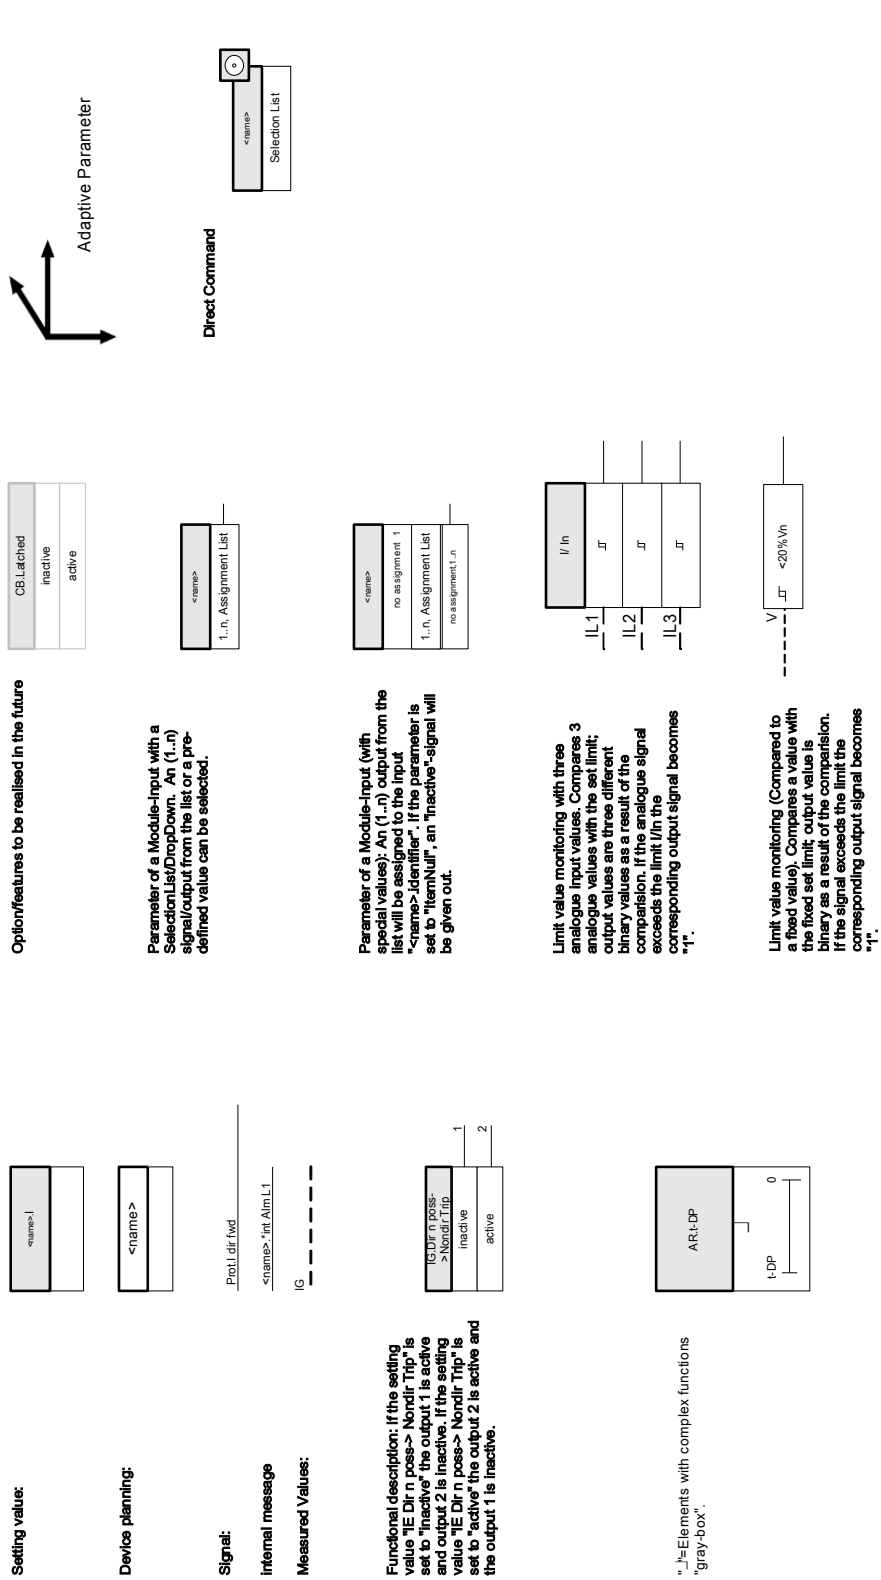 Setting value:
<name>.I
Device planning:
<name>
Signal:
Prot.I dir fwd
internal message
<name>.*Int Alm L1
Measured Values:
IG
Functional description: If the setting
value "IE Dir n poss-> Nondir Trip" is
set to "inactive" the output 1 is active
and output 2 is inactive. If the setting
value "IE Dir n poss-> Nondir Trip" is
set to "active" the output 2 is active and
the output 1 is inactive.
IG.Dir n poss-
>Nondir Trip
inactive
1
active
2
"_|"=Elements with complex functions
"gray-box".
AR.t-DP
t-DP
0
Option/features to be realised in the future
CB.Latched
inactive
active
Parameter of a Module-Input with a
SelectionList/DropDown. An (1..n)
signal/output from the list or a pre-
defined value can be selected.
<name>
1..n, Assignment List
Parameter of a Module-Input (with
special values): An (1..n) output from the
list will be assigned to the input
"<name>.identifier". If the parameter is
set to "ItemNul", an "inactive"-signal will
be given out.
<name>
no assignment 1
1..n, Assignment List
no assignment,1..n
Limit value monitoring with three
analogue input values. Compares 3
analogue values with the set limit;
output values are three different
binary values as a result of the
comparision. If the analogue signal
exceeds the limit I/In the
corresponding output signal becomes
"1".
I/ In
IL1
IL2
IL3
Limit value monitoring (Compared to
a fixed value). Compares a value with
the fixed set limit; output value is
binary as a result of the comparision.
If the signal exceeds the limit the
corresponding output signal becomes
"1".
V
<20%Vn
Adaptive Parameter
Direct Command
<name>
Selection List